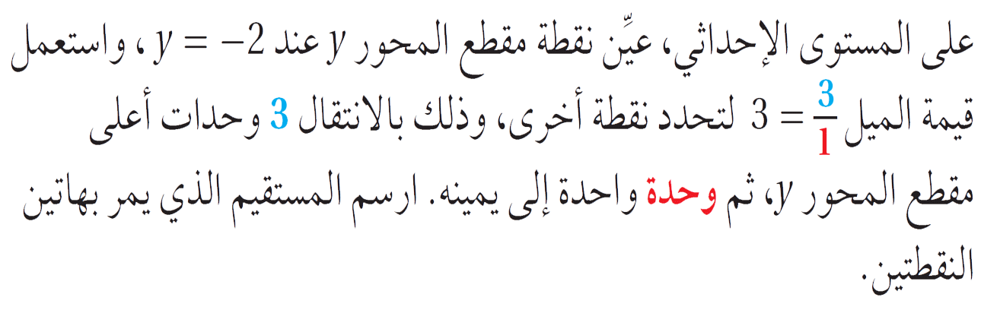 على المستوى الإحداثي، عيِّن نقطة مقطع المحور y عند y = −2 ، واستعمل
قيمة الميل 3/1 = 3 لتحدد نقطة أخرى، وذلك بالانتقال 3 وحدات أعلى
مقطع المحور y، ثم وحدة واحدة إلى يمينه. ارسم المستقيم الذي يمر بهاتين
النقطتين.